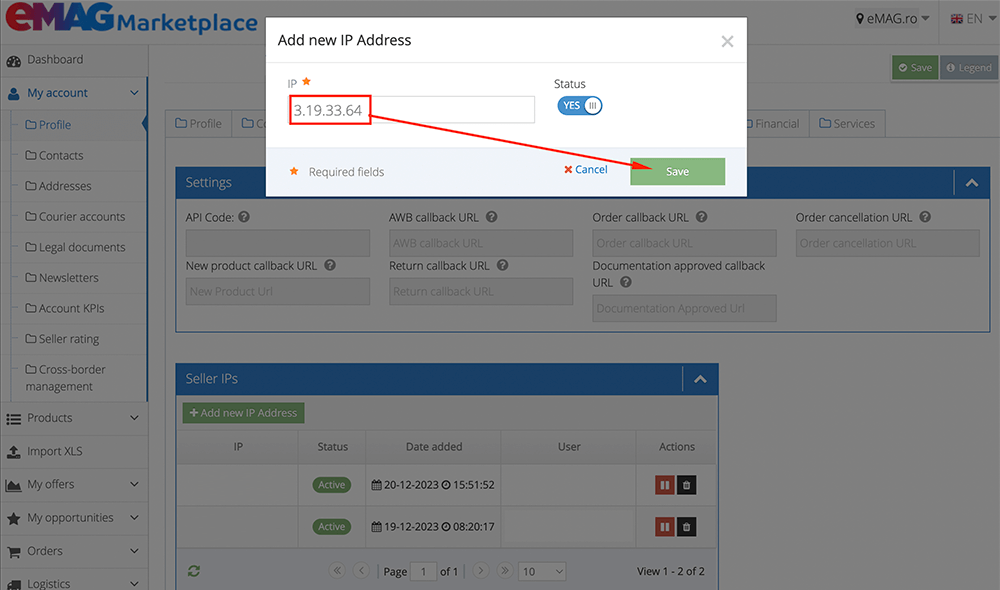 eMAG Marketplace
eMAG.ro
EN
Add new IP Address
IP
Status
3.19.33.64
YES
Required fields
Cancel
Save
Save
Legend
Dashboard
My account
Profile
Contacts
Addresses
Courier accounts
Legal documents
Newsletters
Account KPIs
Seller rating
Cross-border
management
Products
Import XLS
My offers
My opportunities
Orders
Logistics
Profile
Financial
Services
Settings
API Code:
AWB callback URL
Order callback URL
Order cancellation URL
AWB callback URL
Order callback URL
Order cancellation URL
New product callback URL
Return callback URL
Documentation approved callback
URL
New Product Url
Return callback URL
Documentation Approved Url
Seller IPs
Add new IP Address
IP Status Date added User Actions
Active 20-12-2023 15:51:52
Active 19-12-2023 08:20:17
Page 1 of 1 10 View 1 - 2 of 2